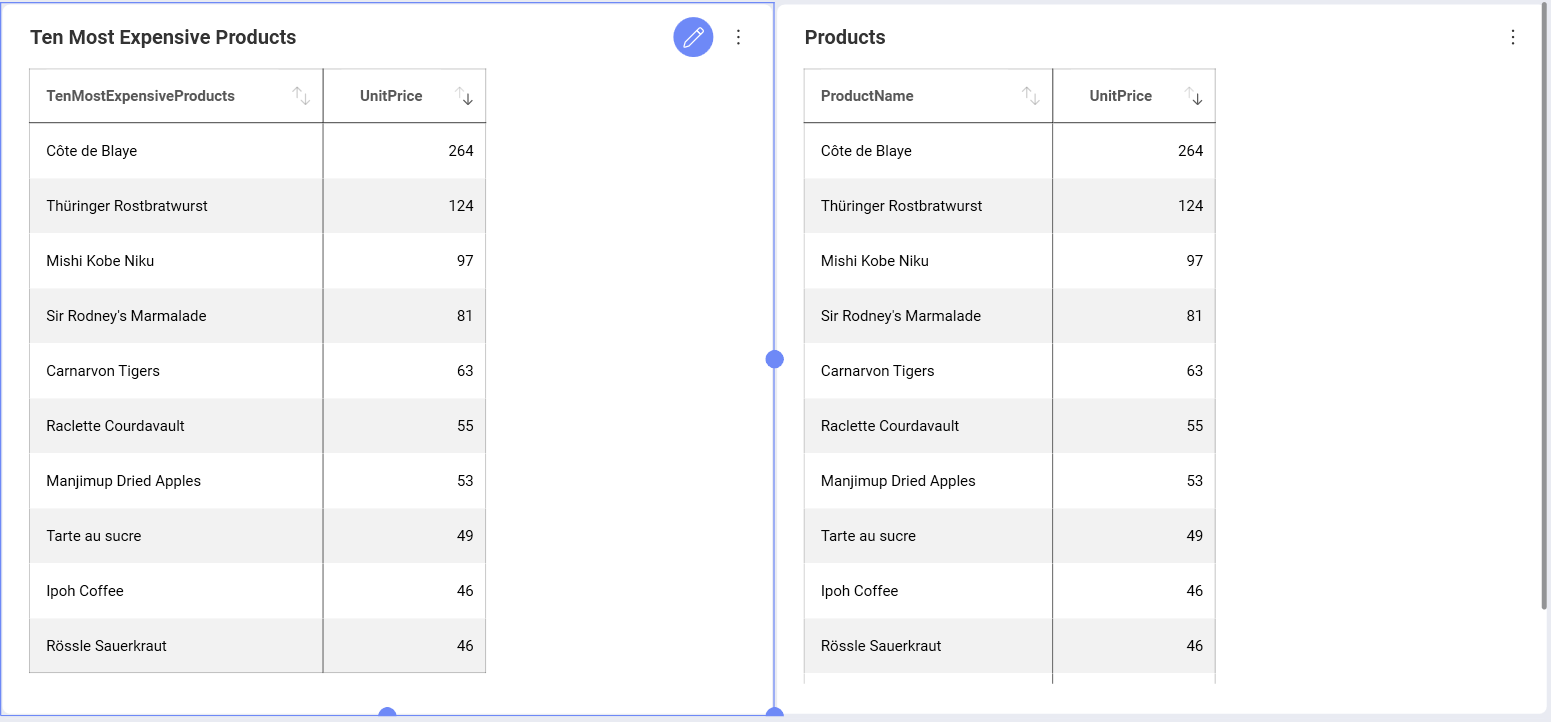 Ten Most Expensive Products
TenMostExpensiveProducts UnitPrice
Côte de Blaye 264
Thüringer Rostbratwurst 124
Mishi Kobe Niku 97
Sir Rodney's Marmalade 81
Carnarvon Tigers 63
Raclette Courdavault 55
Manjimup Dried Apples 53
Tarte au sucre 49
Ipoh Coffee 46
Rössle Sauerkraut 46
Products
ProductName UnitPrice
Côte de Blaye 264
Thüringer Rostbratwurst 124
Mishi Kobe Niku 97
Sir Rodney's Marmalade 81
Carnarvon Tigers 63
Raclette Courdavault 55
Manjimup Dried Apples 53
Tarte au sucre 49
Ipoh Coffee 46
Rössle Sauerkraut 46